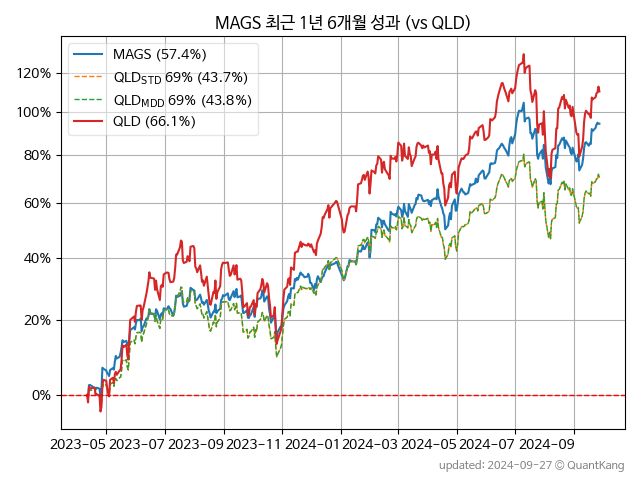 MAGS 최근 1년 6개월 성과 (vs QLD)
MAGS (57.4%)
QLD_STD 69% (43.7%)
QLD_MDD 69% (43.8%)
QLD (66.1%)
120%
100%
80%
60%
40%
20%
0%
2023-05 2023-07 2023-09 2023-11 2024-01 2024-03 2024-05 2024-07 2024-09
updated: 2024-09-27 © QuantKang